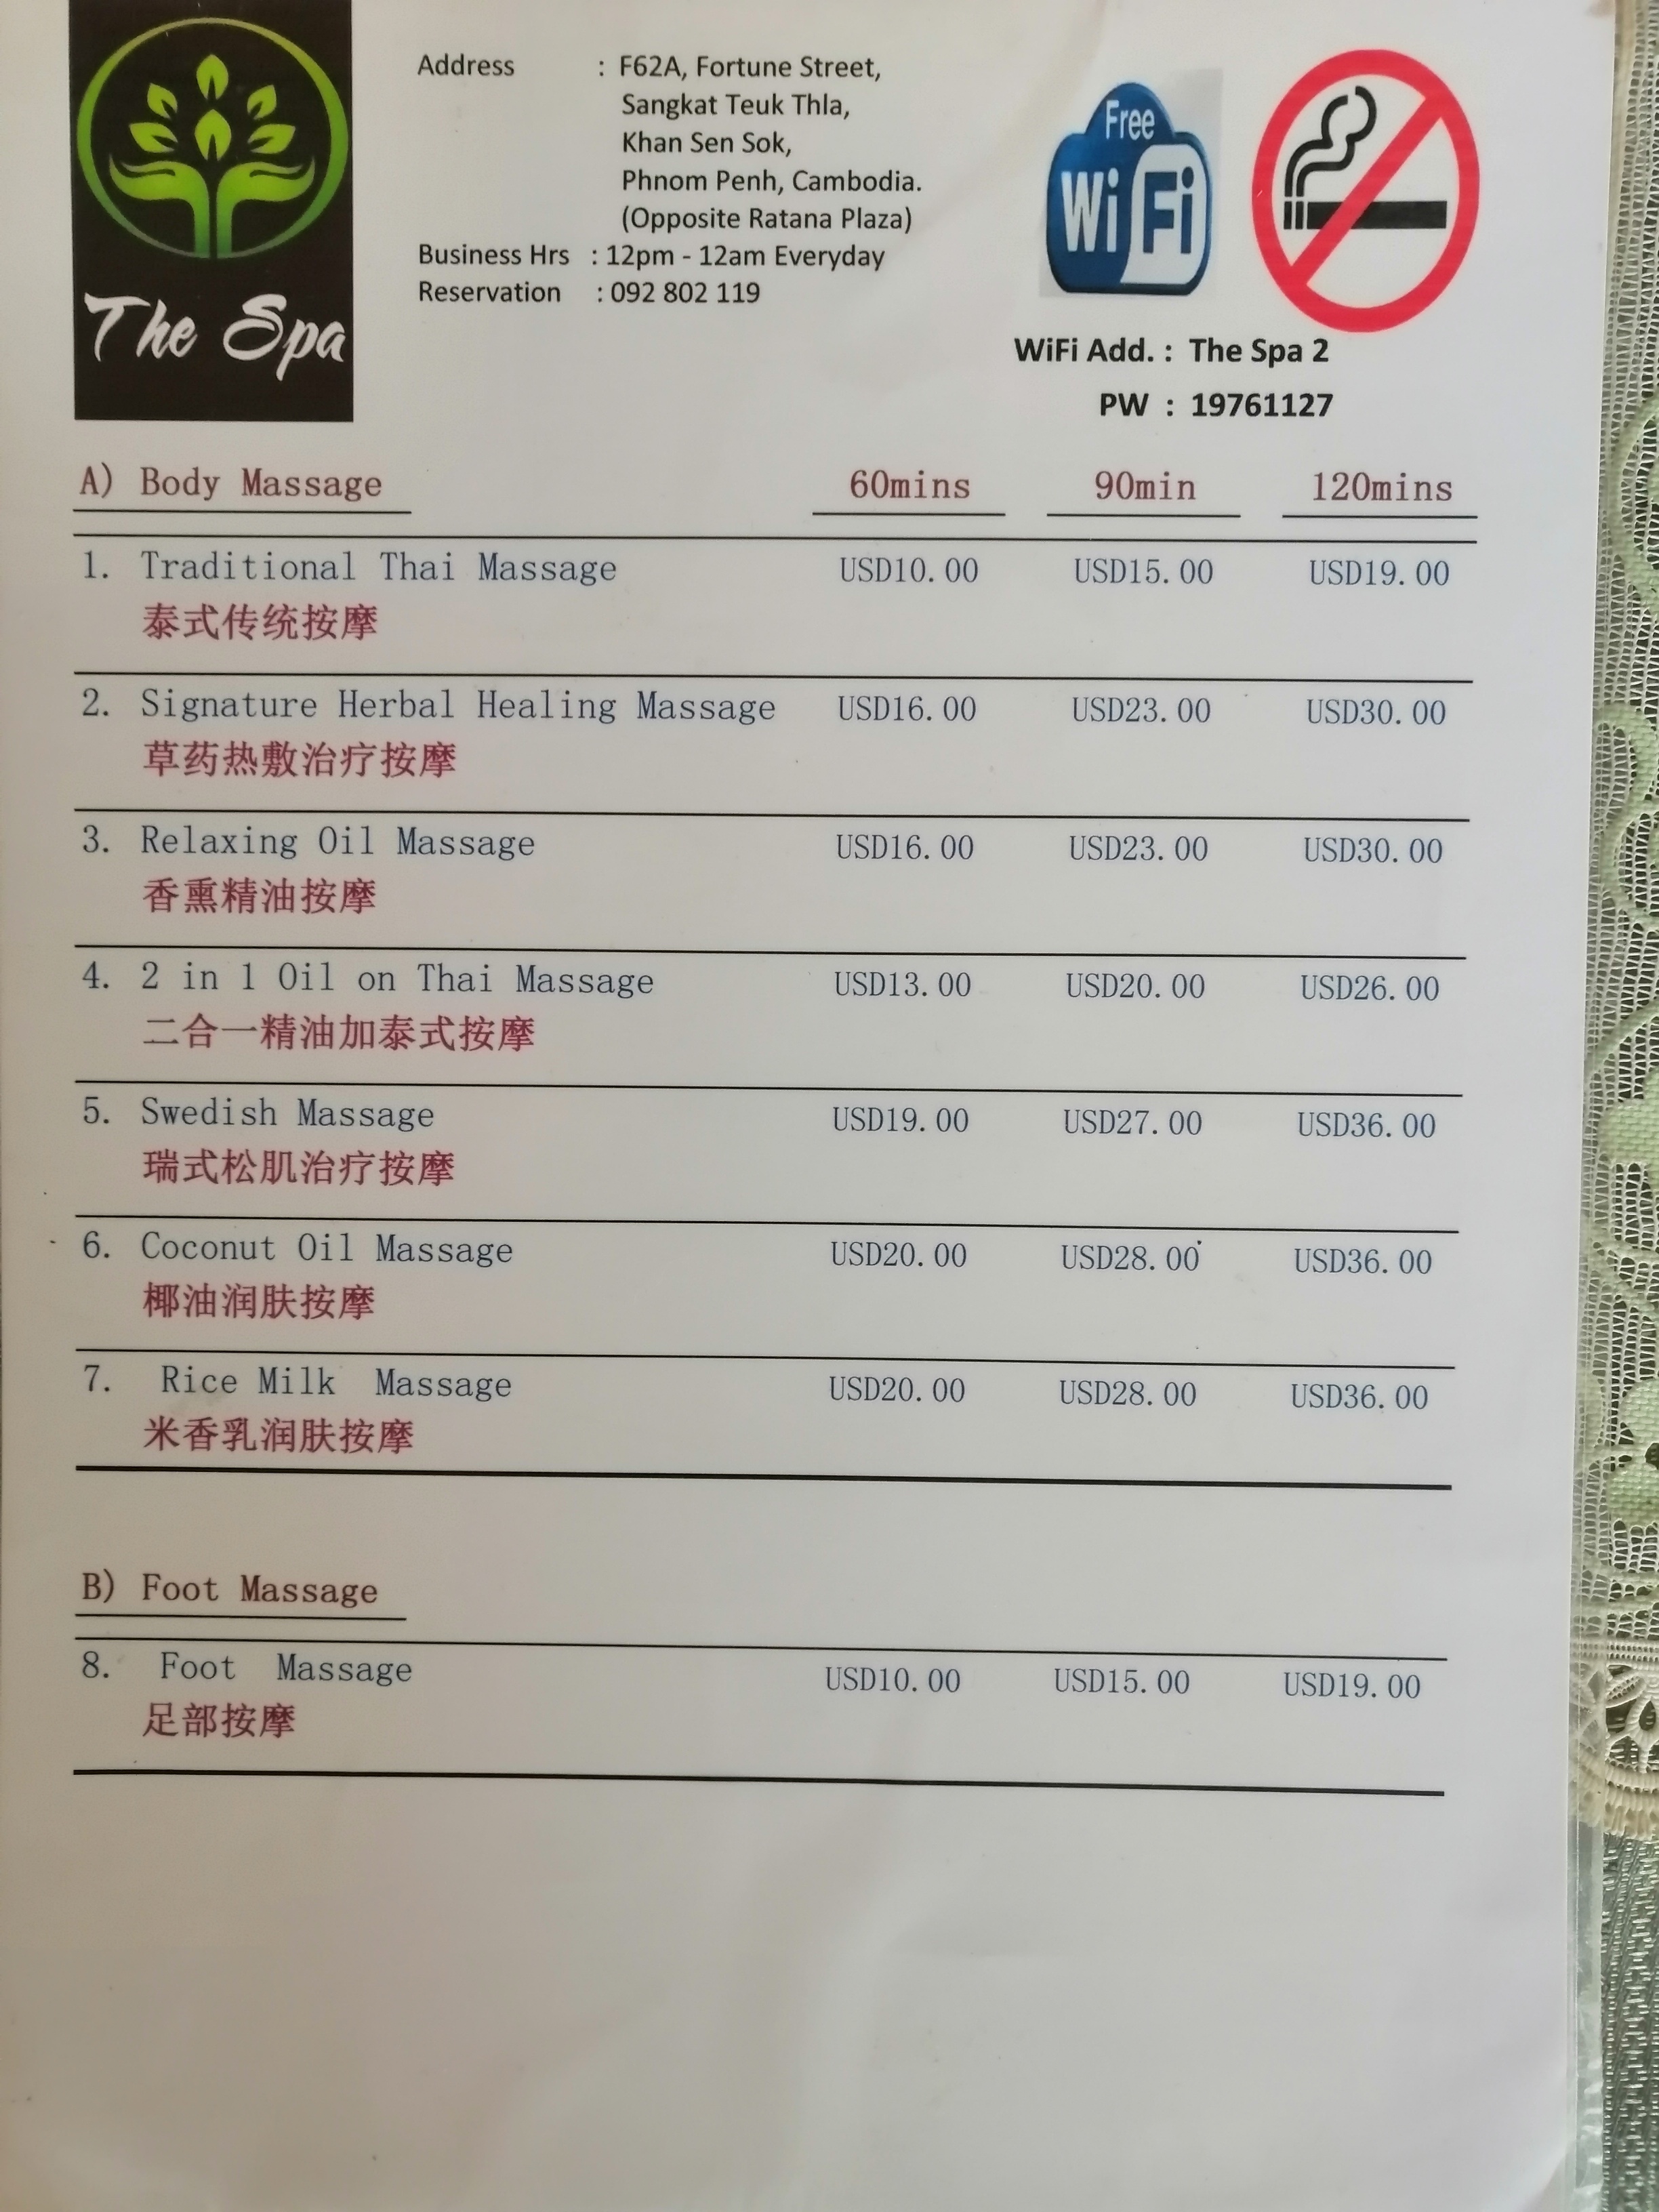 The Spa
Address : F62A, Fortune Street,
Sangkat Teuk Thla,
Khan Sen Sok,
Phnom Penh, Cambodia.
(Opposite Ratana Plaza)
Business Hrs : 12pm - 12am Everyday
Reservation : 092 802 119
Free
WiFi
WiFi Add. : The Spa 2
PW : 19761127
A) Body Massage 60mins 90min 120mins
1. Traditional Thai Massage USD10.00 USD15.00 USD19.00
泰式传统按摩
2. Signature Herbal Healing Massage USD16.00 USD23.00 USD30.00
草药热敷治疗按摩
3. Relaxing Oil Massage USD16.00 USD23.00 USD30.00
香熏精油按摩
4. 2 in 1 Oil on Thai Massage USD13.00 USD20.00 USD26.00
二合一精油加泰式按摩
5. Swedish Massage USD19.00 USD27.00 USD36.00
瑞式松肌治疗按摩
6. Coconut Oil Massage USD20.00 USD28.00 USD36.00
椰油润肤按摩
7. Rice Milk Massage USD20.00 USD28.00 USD36.00
米香乳润肤按摩
B) Foot Massage
8. Foot Massage USD10.00 USD15.00 USD19.00
足部按摩